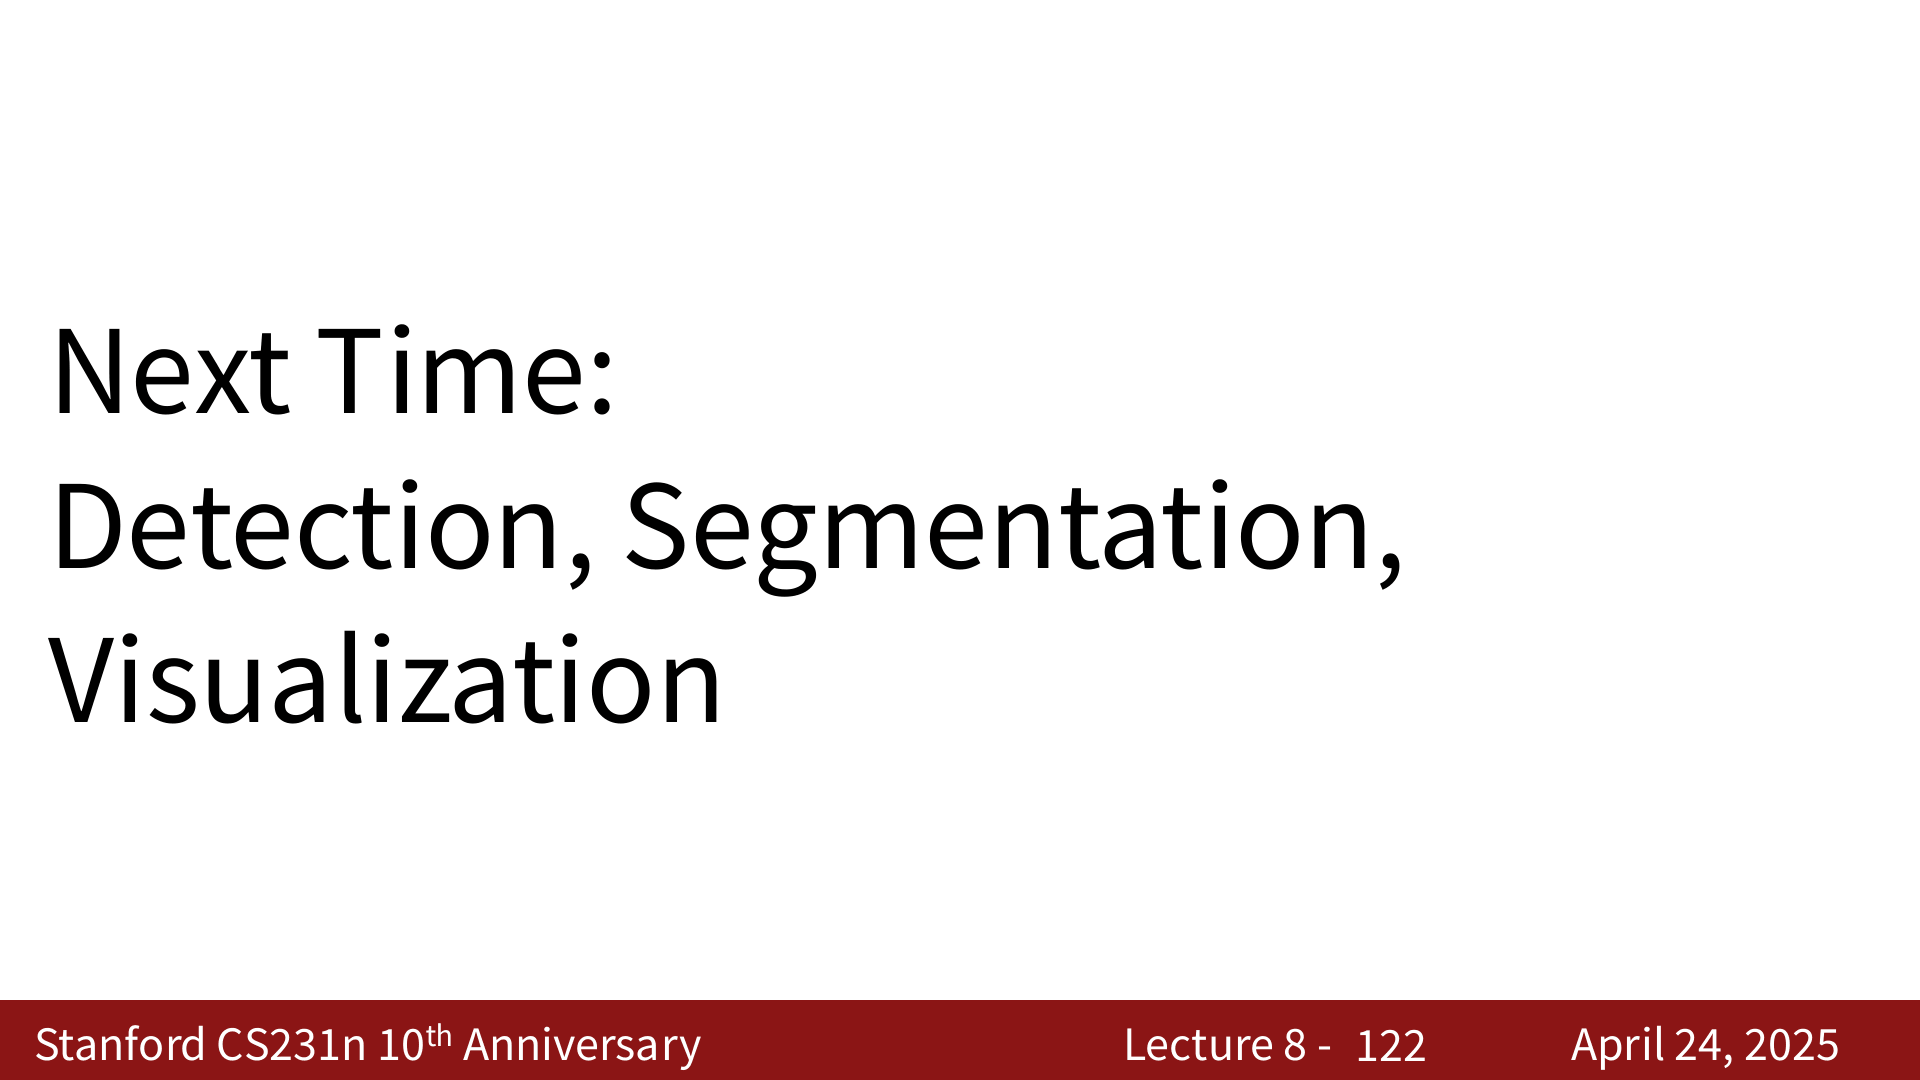 Next Time:
Detection, Segmentation,
Visualization
Stanford CS231n 10th Anniversary
Lecture 8 - 122
April 24, 2025